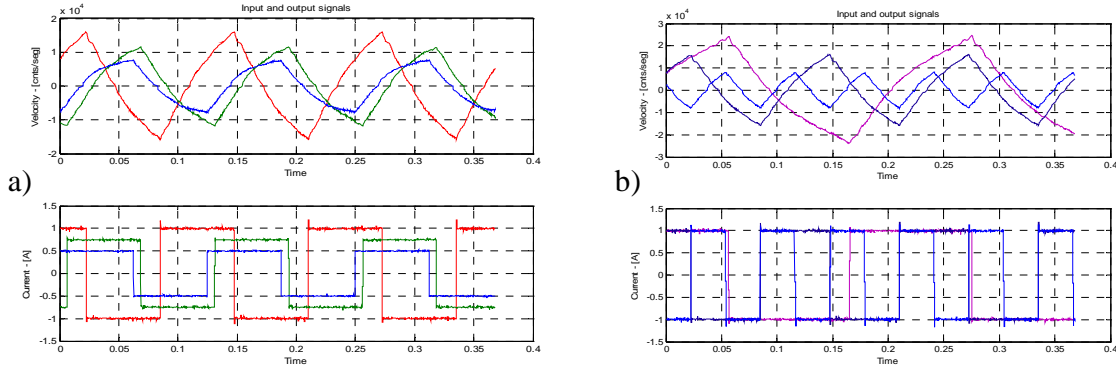 a)
x 10⁴
Input and output signals
Velocity - [cnts/seg]
2
1
0
-1
-2
0 0.05 0.1 0.15 0.2 0.25 0.3 0.35 0.4
Time
Current - [A]
1.5
1
0.5
0
-0.5
-1
-1.5
0 0.05 0.1 0.15 0.2 0.25 0.3 0.35 0.4
Time
b)
x 10⁴
Input and output signals
Velocity - [cnts/seg]
3
2
1
0
-1
-2
-3
0 0.05 0.1 0.15 0.2 0.25 0.3 0.35 0.4
Time
Current - [A]
1.5
1
0.5
0
-0.5
-1
-1.5
0 0.05 0.1 0.15 0.2 0.25 0.3 0.35 0.4
Time